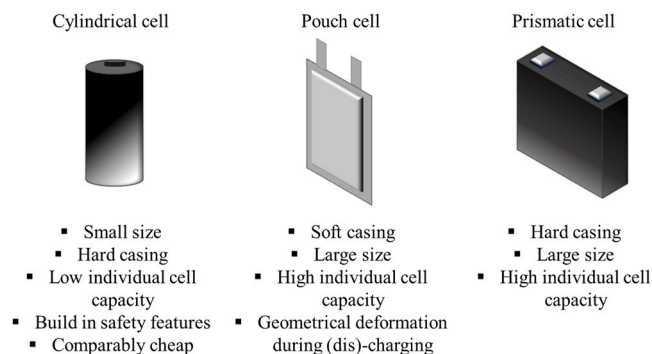 Cylindrical cell
Pouch cell
Prismatic cell
▪ Small size
▪ Hard casing
▪ Low individual cell
capacity
▪ Build in safety features
▪ Comparably cheap
▪ Soft casing
▪ Large size
▪ High individual cell
capacity
▪ Geometrical deformation
during (dis)-charging
▪ Hard casing
▪ Large size
▪ High individual cell
capacity